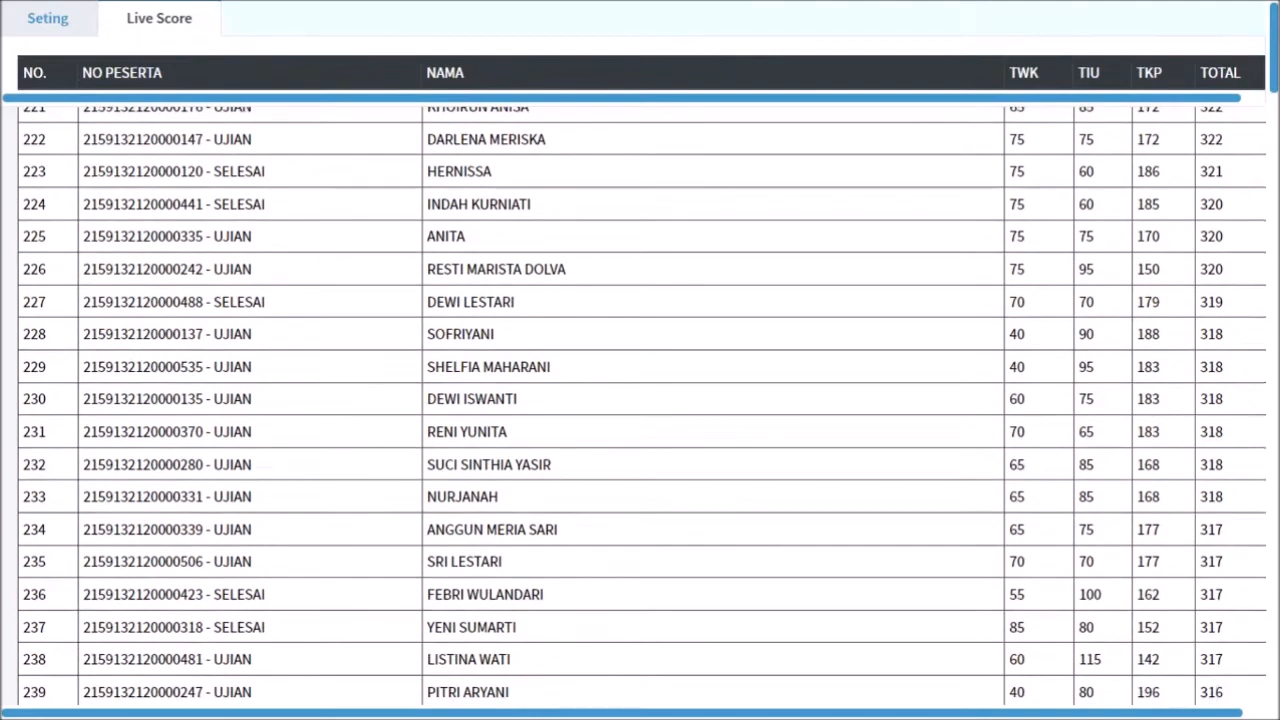 Seting Live Score
NO. NO PESERTA NAMA TWK TIU TKP TOTAL
221 2159132120000176 - UJIAN KHOIRUN ANISA 65 85 172 322
222 2159132120000147 - UJIAN DARLENA MERISKA 75 75 172 322
223 2159132120000120 - SELESAI HERNISSA 75 60 186 321
224 2159132120000441 - SELESAI INDAH KURNIATI 75 60 185 320
225 2159132120000335 - UJIAN ANITA 75 75 170 320
226 2159132120000242 - UJIAN RESTI MARISTA DOLVA 75 95 150 320
227 2159132120000488 - SELESAI DEWI LESTARI 70 70 179 319
228 2159132120000137 - UJIAN SOFRIYANI 40 90 188 318
229 2159132120000535 - UJIAN SHELFIA MAHARANI 40 95 183 318
230 2159132120000135 - UJIAN DEWI ISWANTI 60 75 183 318
231 2159132120000370 - UJIAN RENI YUNITA 70 65 183 318
232 2159132120000280 - UJIAN SUCI SINTHIA YASIR 65 85 168 318
233 2159132120000331 - UJIAN NURJANAH 65 85 168 318
234 2159132120000339 - UJIAN ANGGUN MERIA SARI 65 75 177 317
235 2159132120000506 - UJIAN SRI LESTARI 70 70 177 317
236 2159132120000423 - SELESAI FEBRI WULANDARI 55 100 162 317
237 2159132120000318 - SELESAI YENI SUMARTI 85 80 152 317
238 2159132120000481 - UJIAN LISTINA WATI 60 115 142 317
239 2159132120000247 - UJIAN PITRI ARYANI 40 80 196 316